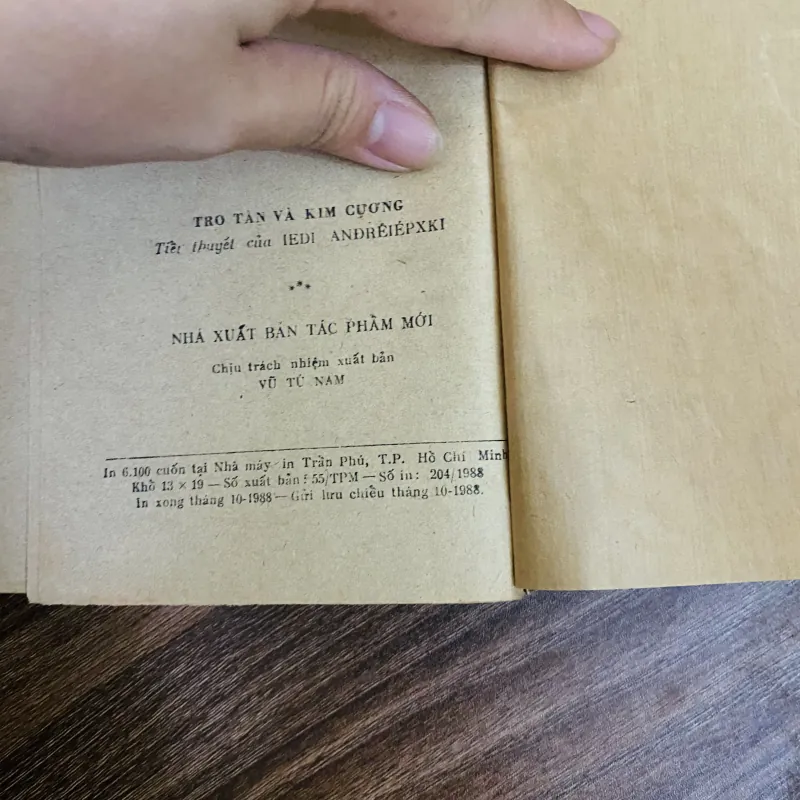 TRO TÀN VÀ KIM CƯƠNG
Tiểu thuyết của IEDI ANDRÊIÉPXKI
***
NHÀ XUẤT BẢN TÁC PHẨM MỚI
Chịu trách nhiệm xuất bản
VŨ TÚ NAM
In 6.100 cuốn tại Nhà máy in Trần Phú, T.P. Hồ Chí Minh
Khổ 13 × 19 — Số xuất bản : 55/TPM — Số in: 204/1988
In xong tháng 10-1988 — Gửi lưu chiểu tháng 10-1988.